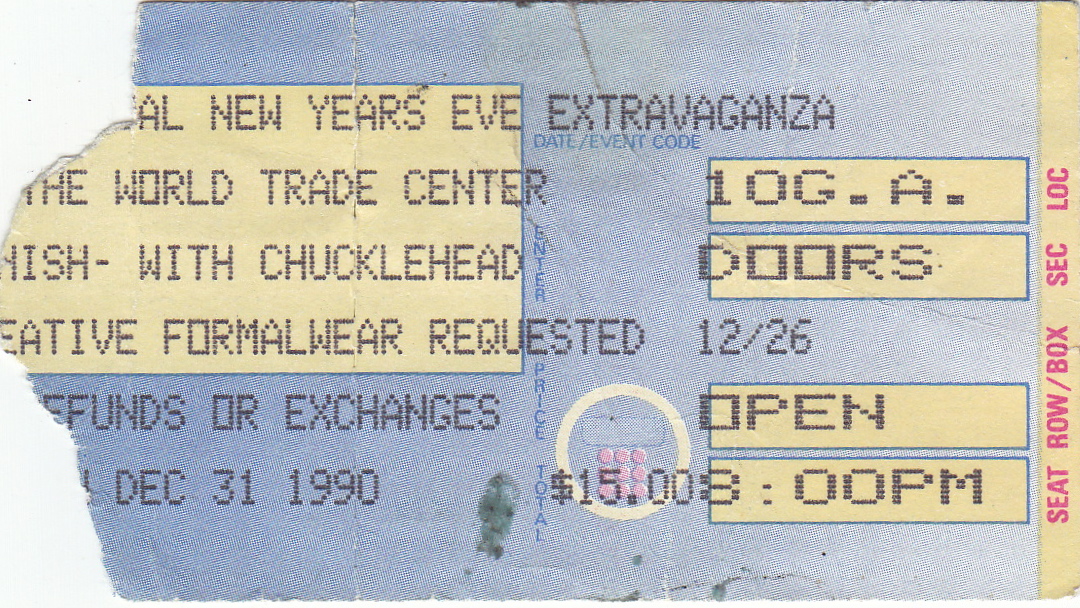 AL NEW YEARS EVE EXTRAVAGANZA
DATE/EVENT CODE
THE WORLD TRADE CENTER 10G.A.
HISH- WITH CHUCKLEHEAD DOORS
EATIVE FORMALWEAR REQUESTED 12/26
EFUNDS OR EXCHANGES OPEN
DEC 31 1990 $15.00 8:00PM
ENTER PRICE TOTAL
SEAT ROW/BOX SEC LOC